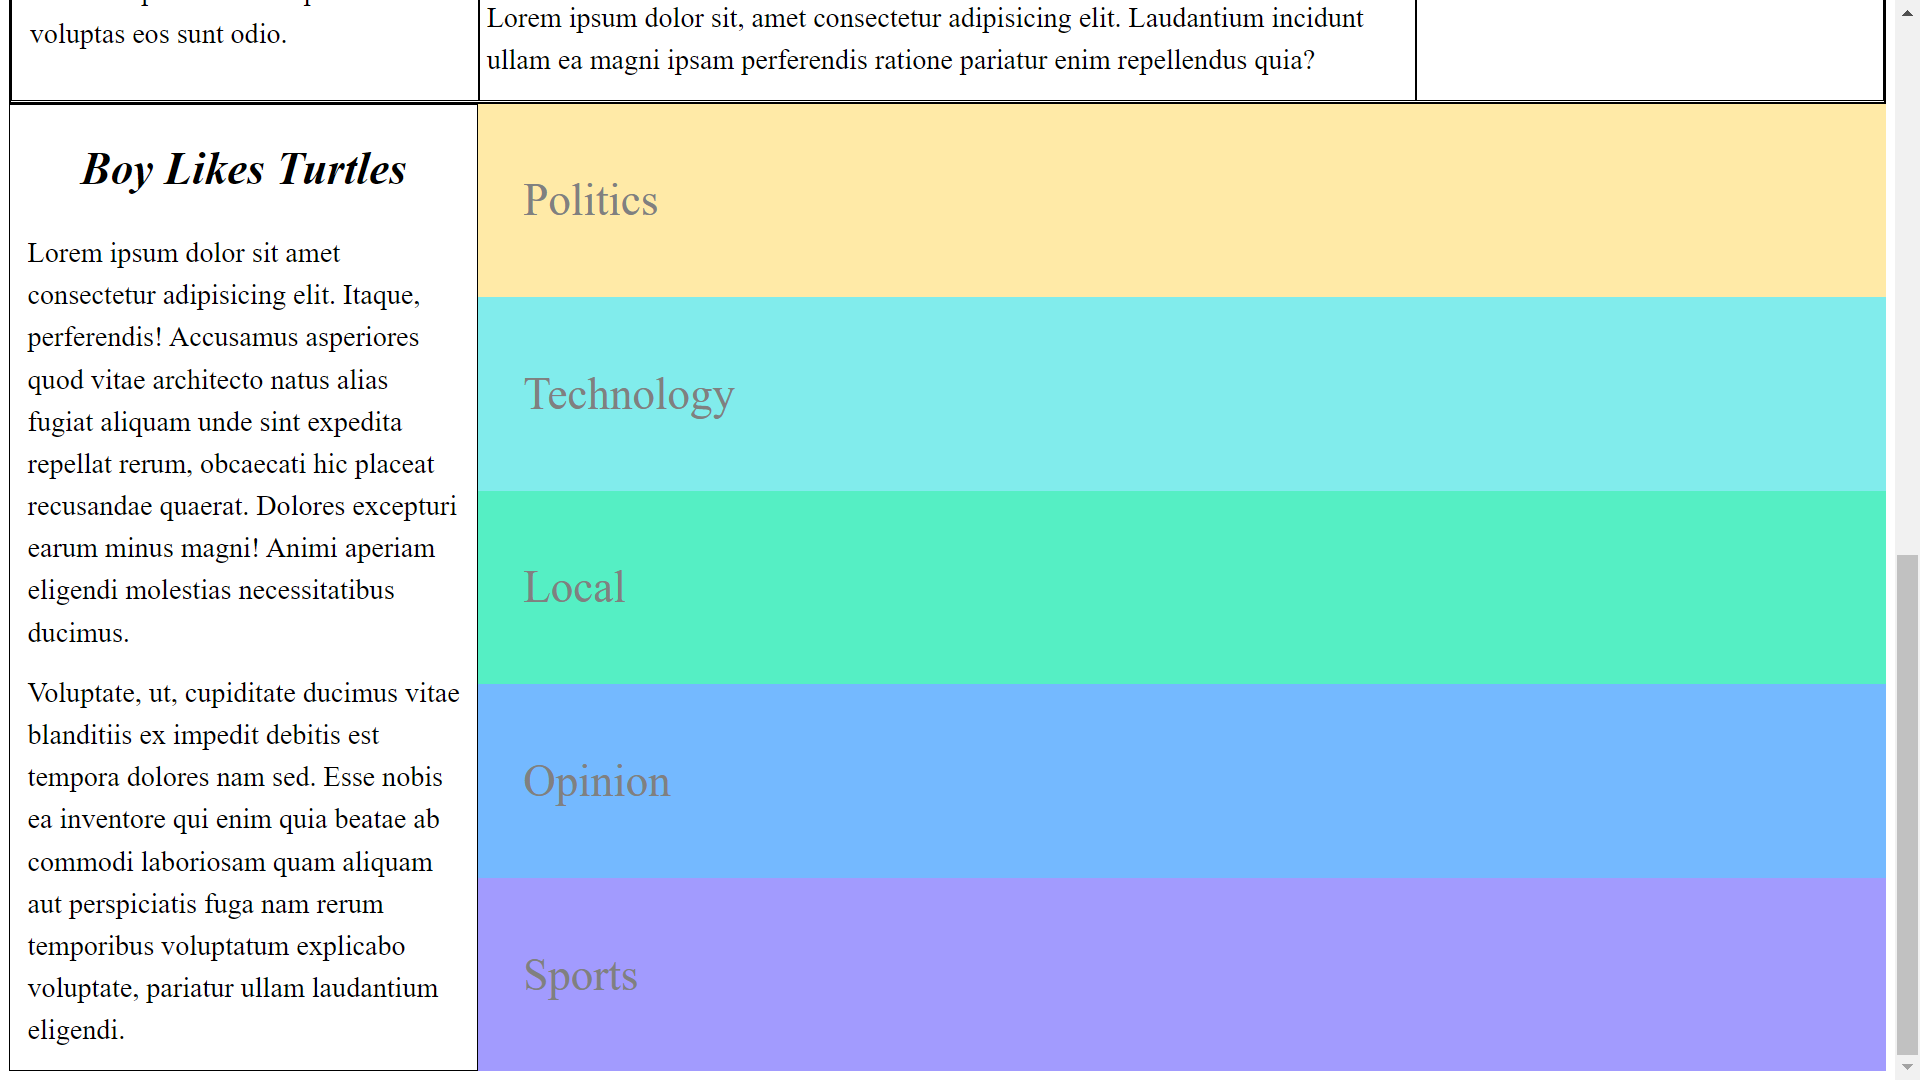 voluptas eos sunt odio.
Lorem ipsum dolor sit, amet consectetur adipisicing elit. Laudantium incidunt
ullam ea magni ipsam perferendis ratione pariatur enim repellendus quia?
Boy Likes Turtles
Lorem ipsum dolor sit amet
consectetur adipisicing elit. Itaque,
perferendis! Accusamus asperiores
quod vitae architecto natus alias
fugiat aliquam unde sint expedita
repellat rerum, obcaecati hic placeat
recusandae quaerat. Dolores excepturi
earum minus magni! Animi aperiam
eligendi molestias necessitatibus
ducimus.
Voluptate, ut, cupiditate ducimus vitae
blanditiis ex impedit debitis est
tempora dolores nam sed. Esse nobis
ea inventore qui enim quia beatae ab
commodi laboriosam quam aliquam
aut perspiciatis fuga nam rerum
temporibus voluptatum explicabo
voluptate, pariatur ullam laudantium
eligendi.
Politics
Technology
Local
Opinion
Sports